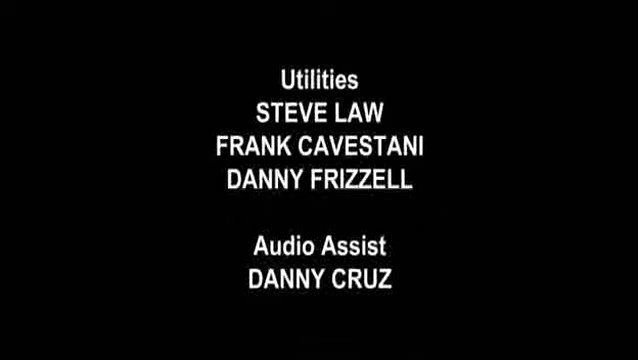 Utilities
STEVE LAW
FRANK CAVESTANI
DANNY FRIZZELL
Audio Assist
DANNY CRUZ